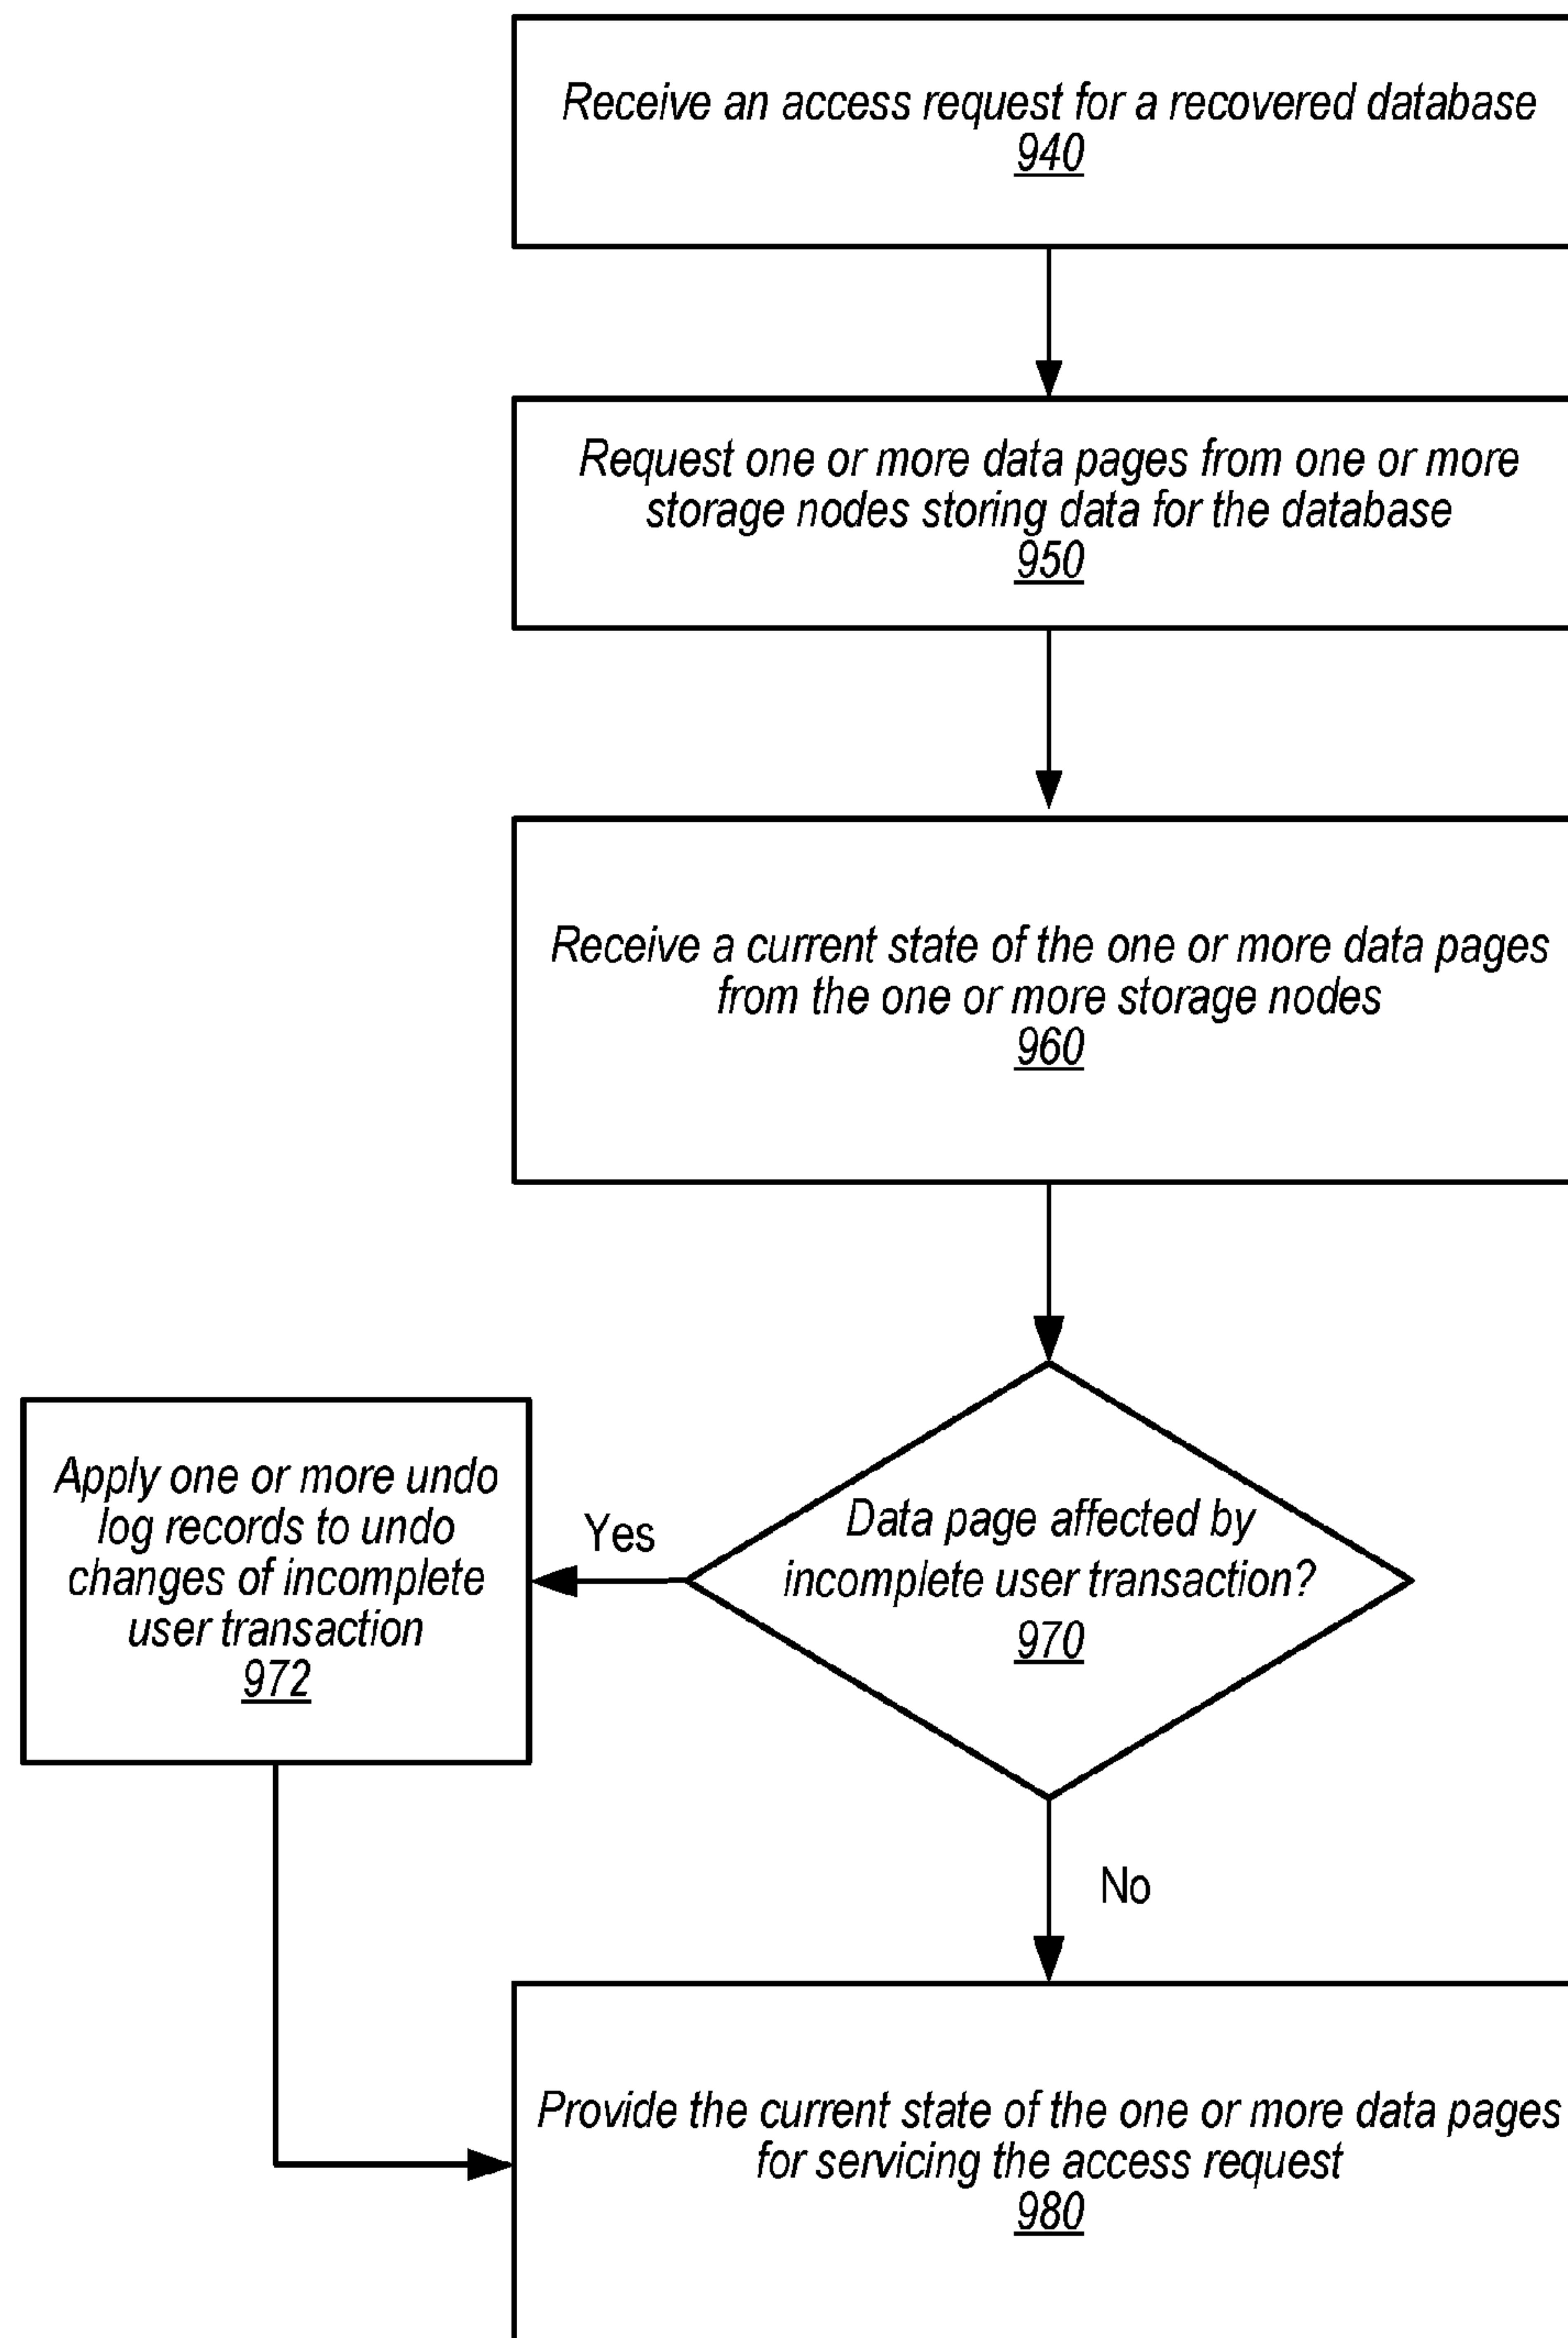 Receive an access request for a recovered database
940
Request one or more data pages from one or more
storage nodes storing data for the database
950
Receive a current state of the one or more data pages
from the one or more storage nodes
960
Data page affected by
incomplete user transaction?
970
Yes
Apply one or more undo
log records to undo
changes of incomplete
user transaction
972
No
Provide the current state of the one or more data pages
for servicing the access request
980